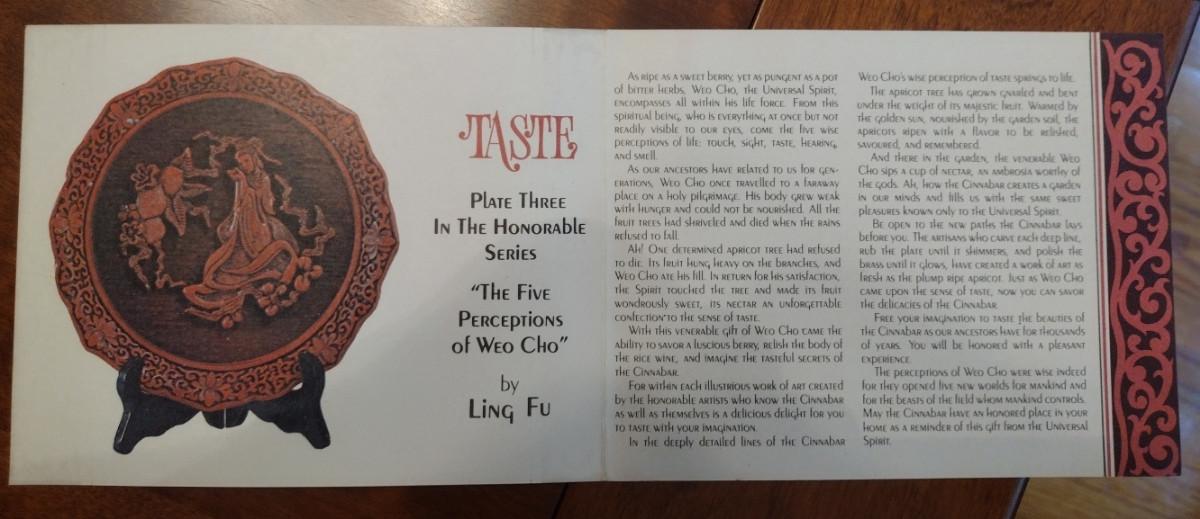 TASTE
Plate Three
In The Honorable
Series
"The Five
Perceptions
of Weo Cho"
by
Ling Fu
As ripe as a sweet berry, yet as pungent as a pot
of bitter herbs, Weo Cho, the Universal Spirit,
encompasses all within his life force. From this
spiritual being, who is everything at once but not
readily visible to our eyes, come the five wise
perceptions of life: touch, sight, taste, hearing,
and smell.
As our ancestors have related to us for gen-
erations, Weo Cho once travelled to a faraway
place on a holy pilgrimage. His body grew weak
with hunger and could not be nourished. All the
fruit trees had shriveled and died when the rains
refused to fall.
Ah! One determined apricot tree had refused
to die. Its fruit hung heavy on the branches, and
Weo Cho ate his fill. In return for his satisfaction,
the Spirit touched the tree and made its fruit
wondrously sweet, its nectar an unforgettable
confection to the sense of taste.
With this venerable gift of Weo Cho came the
ability to savor a luscious berry, relish the body of
the rice wine, and imagine the tasteful secrets of
the Cinnabar.
For within each illustrious work of art created
by the honorable artists who know the Cinnabar
as well as themselves is a delicious delight for you
to taste with your imagination.
In the deeply detailed lines of the Cinnabar
Weo Cho's wise perception of taste springs to life.
The apricot tree has grown gnarled and bent
under the weight of its majestic fruit. Warmed by
the golden sun, nourished by the garden soil, the
apricots ripen with a flavor to be relished,
savoured, and remembered.
And there in the garden, the venerable Weo
Cho sips a cup of nectar, an ambrosia worthy of
the gods. Ah, how the Cinnabar creates a garden
in our minds and fills us with the same sweet
pleasures known only to the Universal Spirit.
Be open to the new paths the Cinnabar lays
before you. The artisans who carve each deep line,
rub the plate until it shimmers, and polish the
brass until it glows, have created a work of art as
fresh as the plump ripe apricot. Just as Weo Cho
came upon the sense of taste, now you can savor
the delicacies of the Cinnabar.
Free your imagination to taste the beauties of
the Cinnabar as our ancestors have for thousands
of years. You will be honored with a pleasant
experience.
The perceptions of Weo Cho were wise indeed
for they opened five new worlds for mankind and
for the beasts of the field whom mankind controls.
May the Cinnabar have an honored place in your
home as a reminder of this gift from the Universal
Spirit.